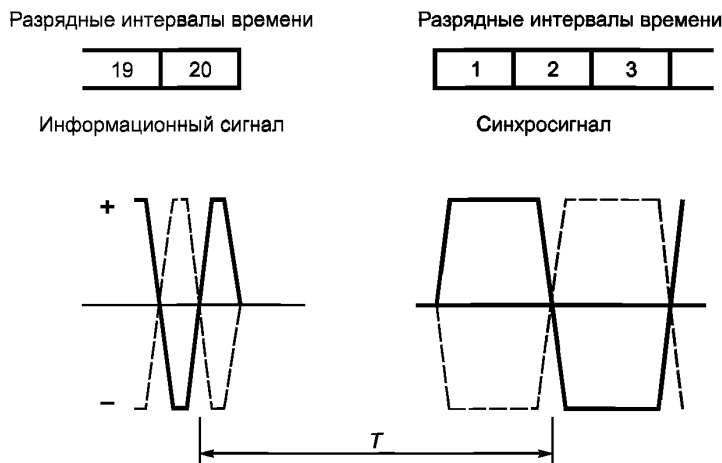 Разрядные интервалы времени
Разрядные интервалы времени
19 20
1 2 3
Информационный сигнал
Синхросигнал
+
–
T